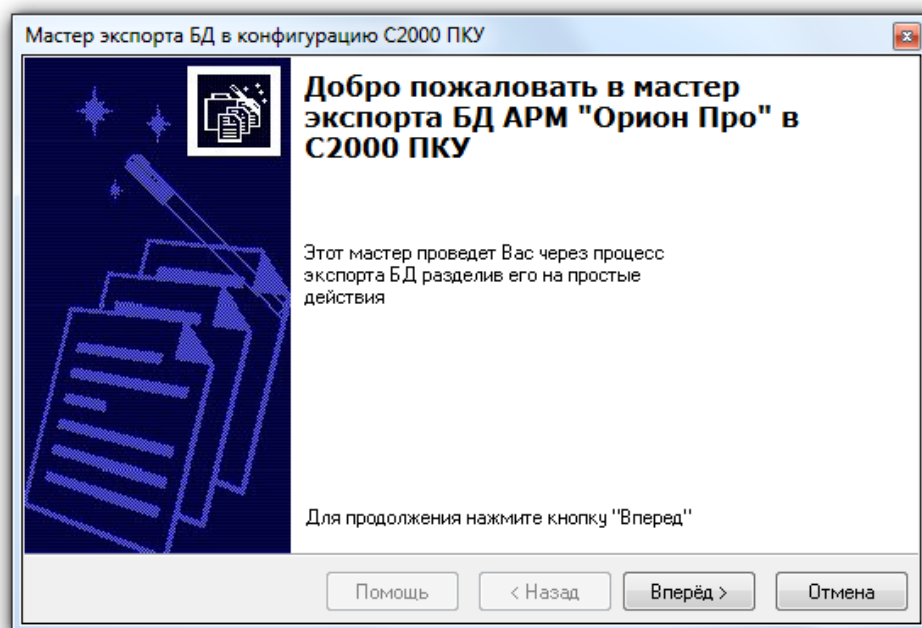 Мастер экспорта БД в конфигурацию С2000 ПКУ
Добро пожаловать в мастер
экспорта БД АРМ "Орион Про" в
С2000 ПКУ
Этот мастер проведет Вас через процесс
экспорта БД разделив его на простые
действия
Для продолжения нажмите кнопку "Вперед"
Помощь
< Назад
Вперёд >
Отмена